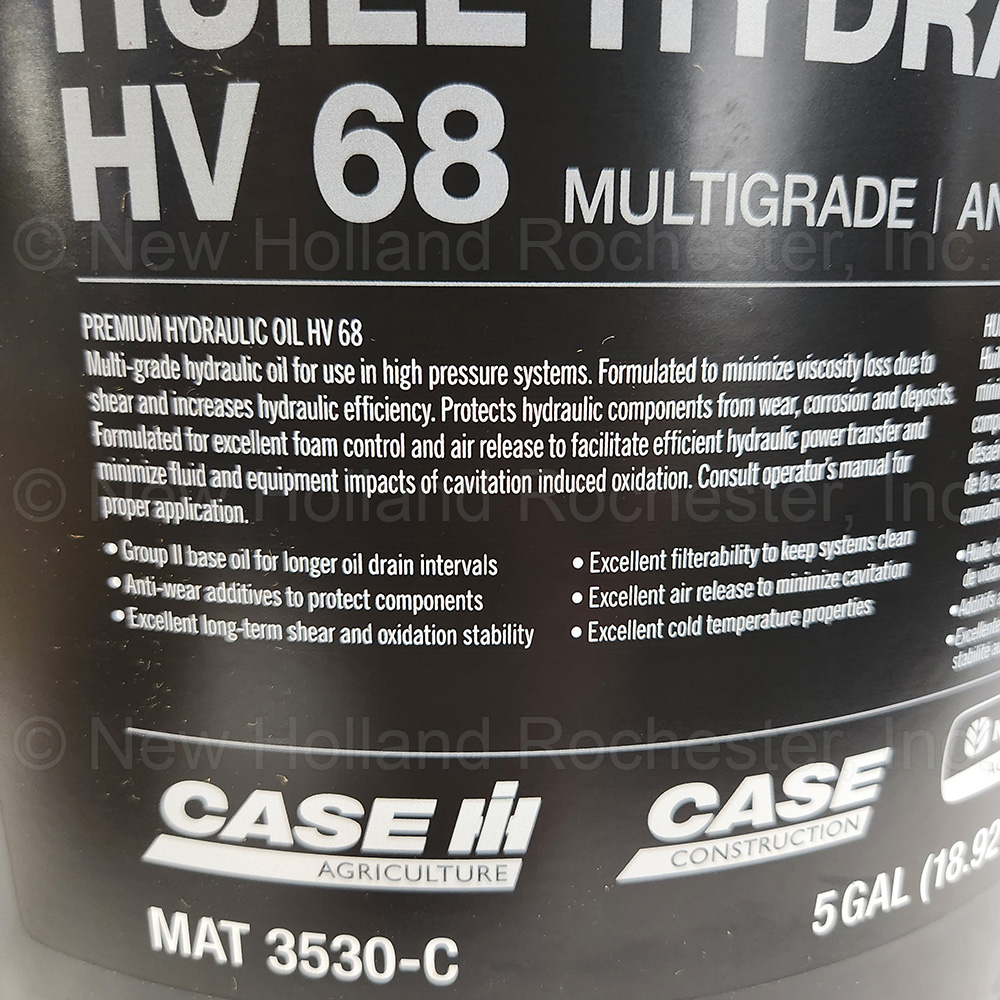 HV 68 MULTIGRADE |
© New Holland Rochester, Inc.
PREMIUM HYDRAULIC OIL HV 68
Multi-grade hydraulic oil for use in high pressure systems. Formulated to minimize viscosity loss due to
shear and increases hydraulic efficiency. Protects hydraulic components from wear, corrosion and deposits.
Formulated for excellent foam control and air release to facilitate efficient hydraulic power transfer and
minimize fluid and equipment impacts of cavitation induced oxidation. Consult operator's manual for
© New Holland Rochester, Inc.
proper application.
• Group II base oil for longer oil drain intervals
• Anti-wear additives to protect components
• Excellent long-term shear and oxidation stability
• Excellent filterability to keep systems clean
• Excellent air release to minimize cavitation
• Excellent cold temperature properties
© New Holland Rochester, Inc.
CASE IH
AGRICULTURE
CASE
CONSTRUCTION
MAT 3530-C
5 GAL (18.92